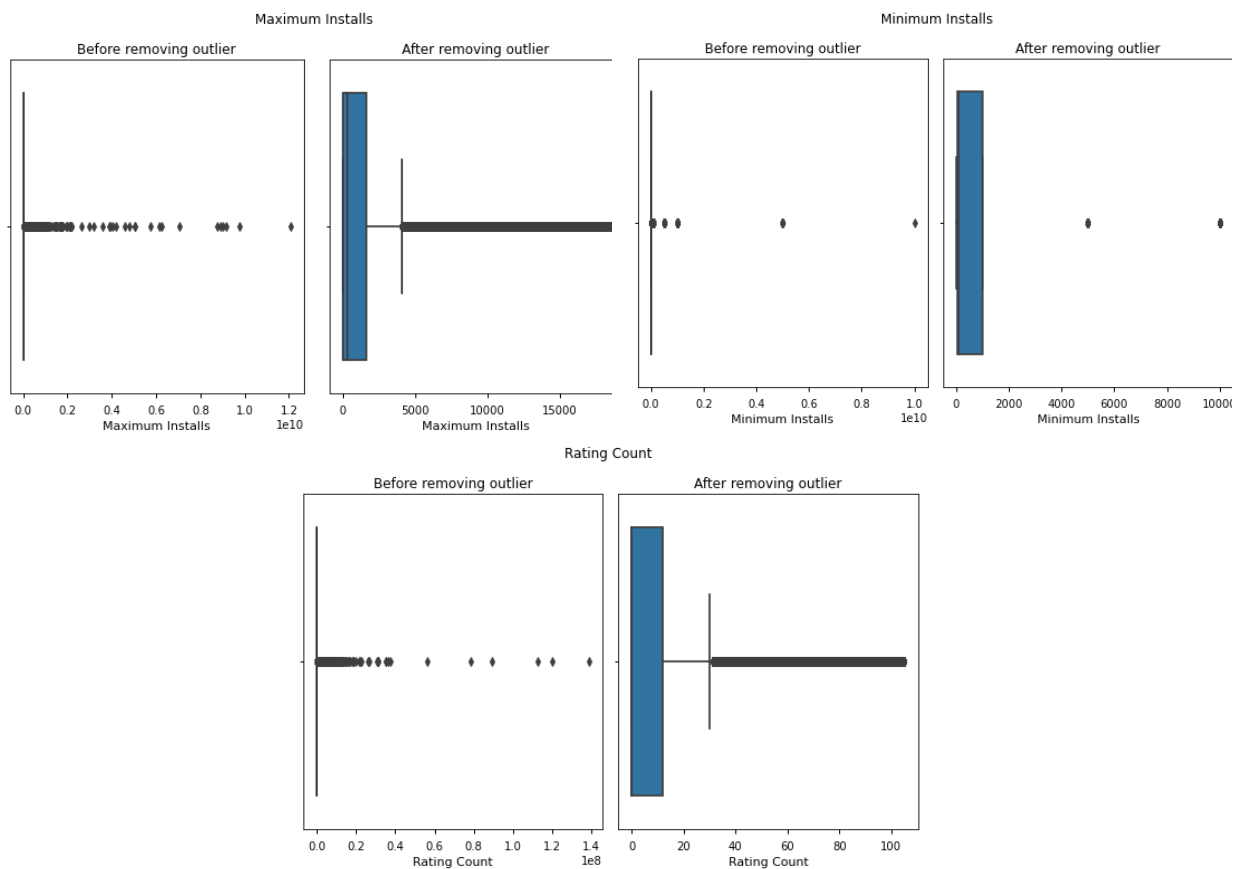 Maximum Installs
Before removing outlier
After removing outlier
0.0 0.2 0.4 0.6 0.8 1.0 1.2
1e10
Maximum Installs
0 5000 10000 15000
Maximum Installs
Minimum Installs
Before removing outlier
After removing outlier
0.0 0.2 0.4 0.6 0.8 1.0
1e10
Minimum Installs
0 2000 4000 6000 8000 10000
Minimum Installs
Rating Count
Before removing outlier
After removing outlier
0.0 0.2 0.4 0.6 0.8 1.0 1.2 1.4
1e8
Rating Count
0 20 40 60 80 100
Rating Count